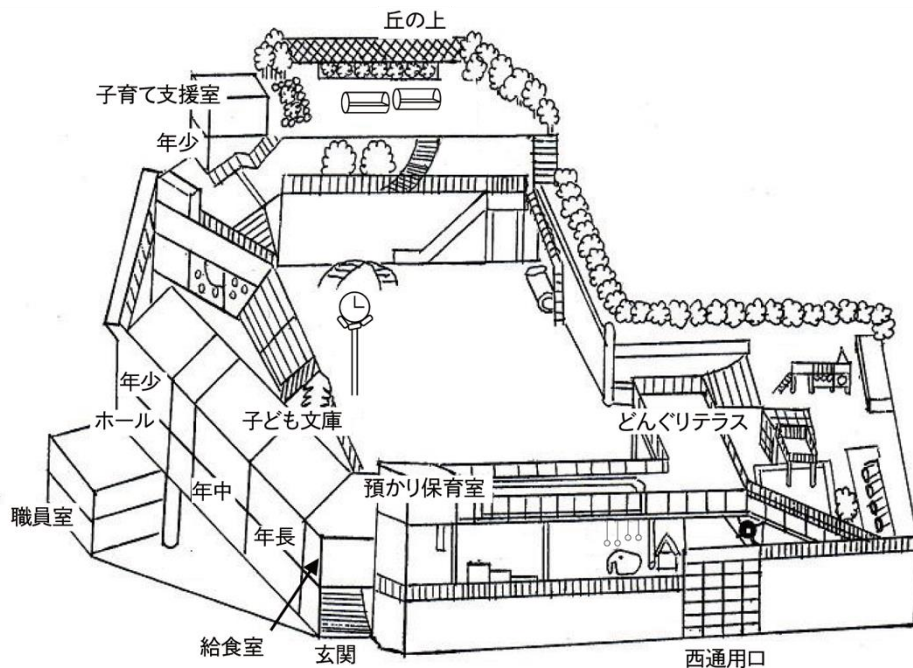 丘の上
子育て支援室
年少
年少
ホール
子ども文庫
どんぐりテラス
年中
預かり保育室
職員室
年長
給食室
玄関
西通用口